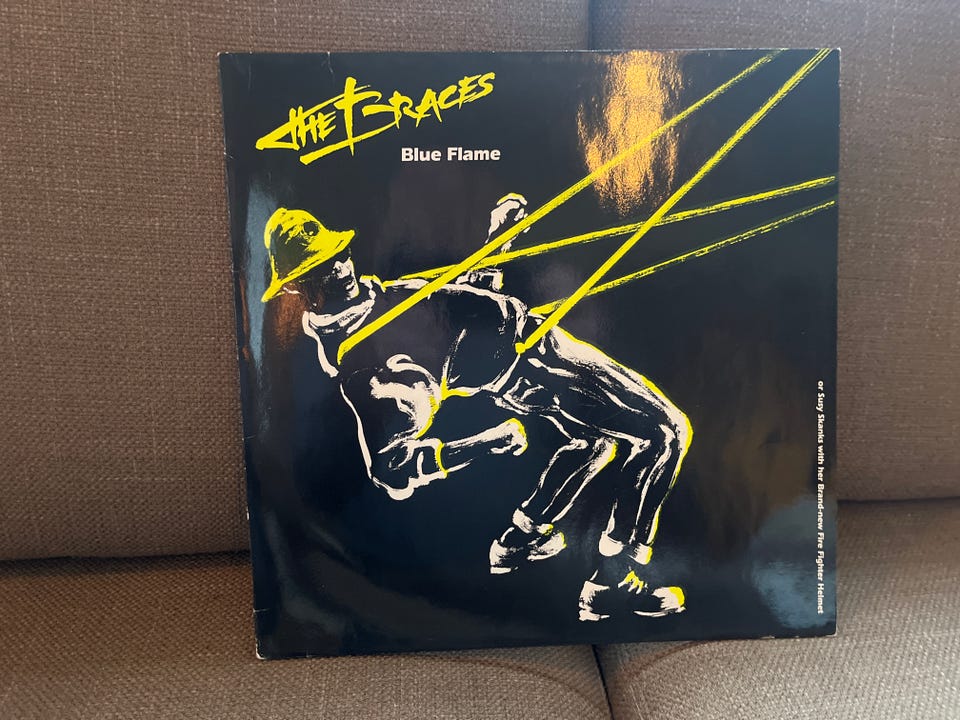 The Braces
Blue Flame
or Susy Skanks with her Brand-new Fire Fighter Helmet